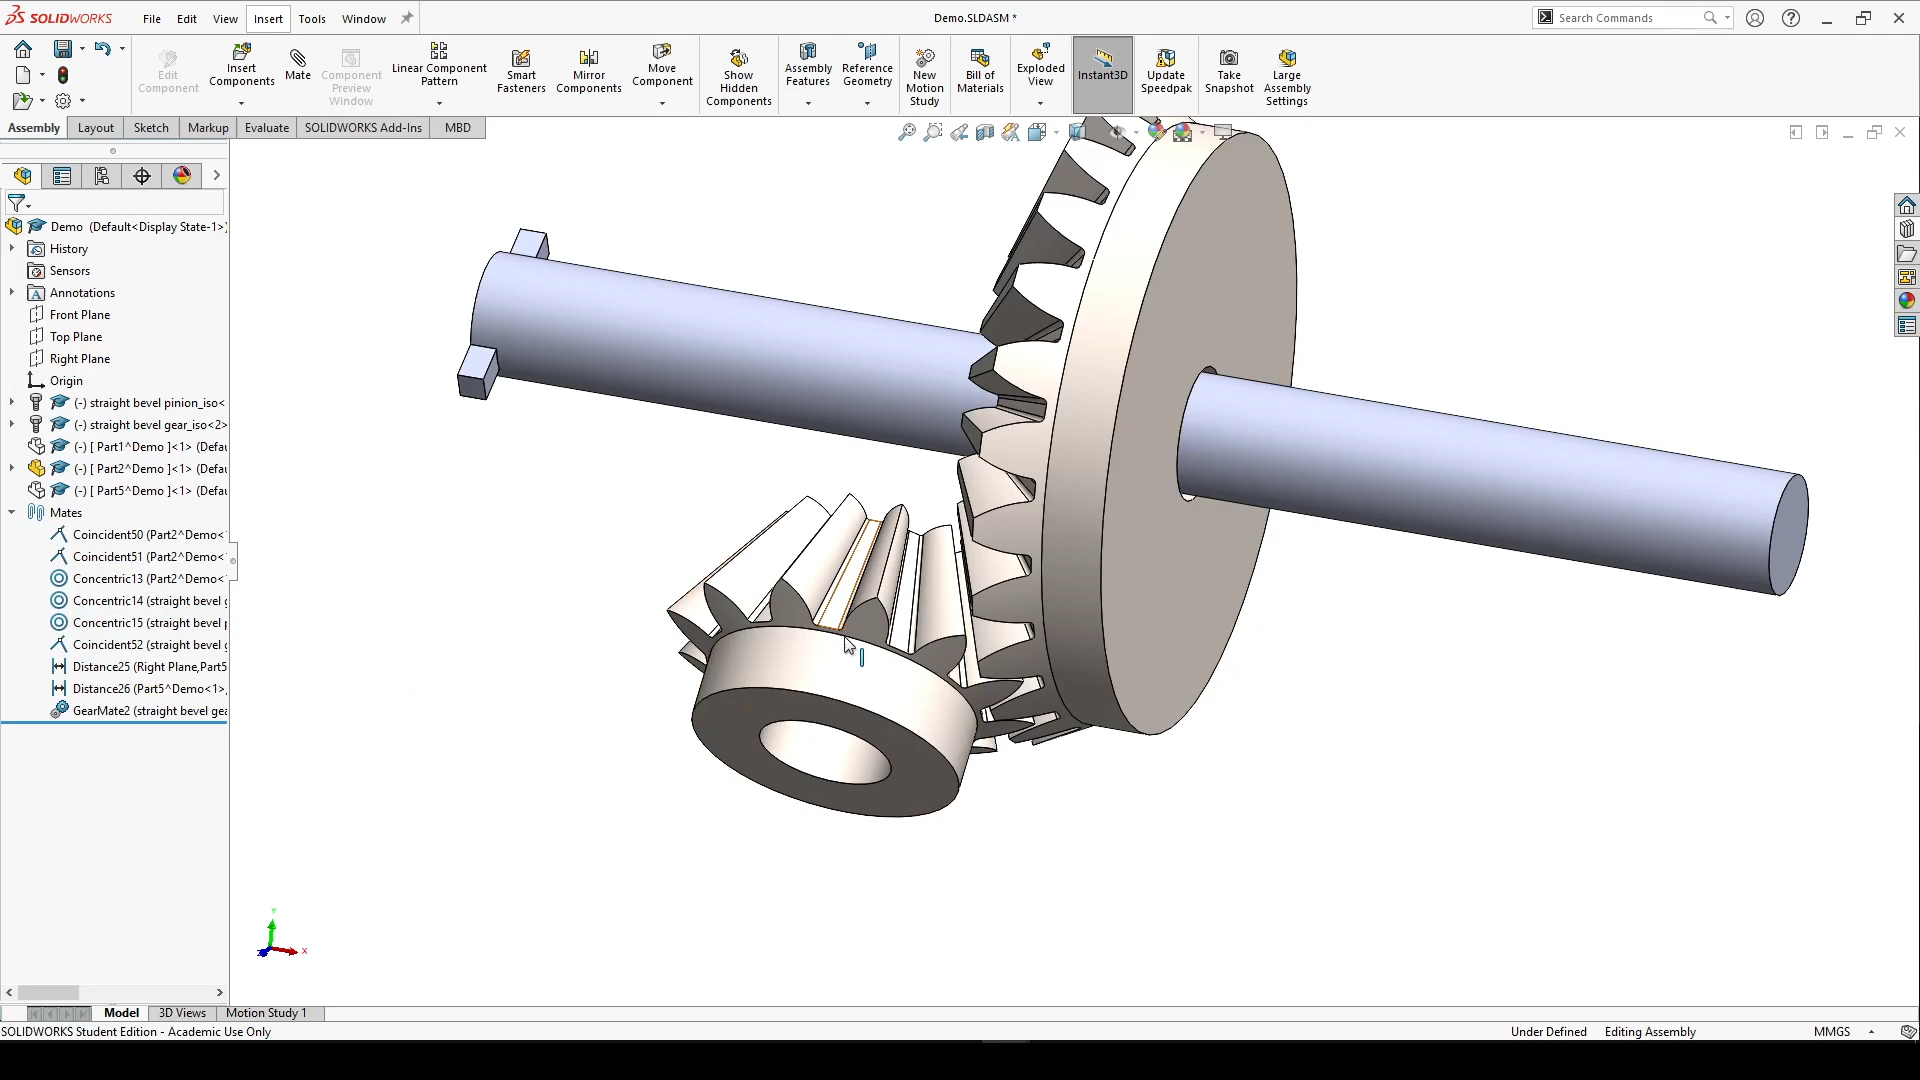 SOLIDWORKS
File Edit View Insert Tools Window
Demo.SLDASM *
Search Commands
Edit Component
Insert Components
Mate
Component Preview Window
Linear Component Pattern
Smart Fasteners
Mirror Components
Move Component
Show Hidden Components
Assembly Features
Reference Geometry
New Motion Study
Bill of Materials
Exploded View
Instant3D
Update Speedpak
Take Snapshot
Large Assembly Settings
Assembly Layout Sketch Markup Evaluate SOLIDWORKS Add-Ins MBD
Demo (Default<Display State-1>)
History
Sensors
Annotations
Front Plane
Top Plane
Right Plane
Origin
(-) straight bevel pinion_iso<
(-) straight bevel gear_iso<2>
(-) [ Part1^Demo ]<1> (Defau
(-) [ Part2^Demo ]<1> (Defau
(-) [ Part5^Demo ]<1> (Defau
Mates
Coincident50 (Part2^Demo<
Coincident51 (Part2^Demo<
Concentric13 (Part2^Demo<
Concentric14 (straight bevel g
Concentric15 (straight bevel p
Coincident52 (straight bevel g
Distance25 (Right Plane,Part5
Distance26 (Part5^Demo<1>,
GearMate2 (straight bevel gea
Y
X
Model 3D Views Motion Study 1
SOLIDWORKS Student Edition - Academic Use Only
Under Defined Editing Assembly MMGS